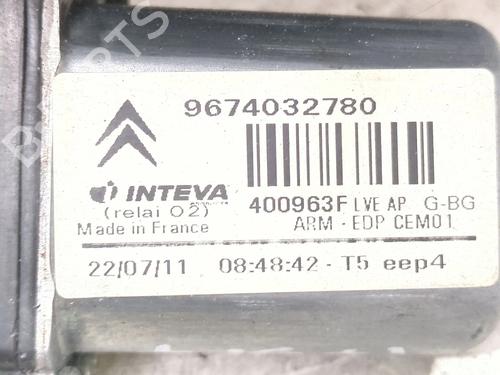 9674032780
INTEVA
400963F LVE AP G-BG
(relai 02)
ARM - EDP CEM01
Made in France
22/07/11 08:48:42 - T5 eep4